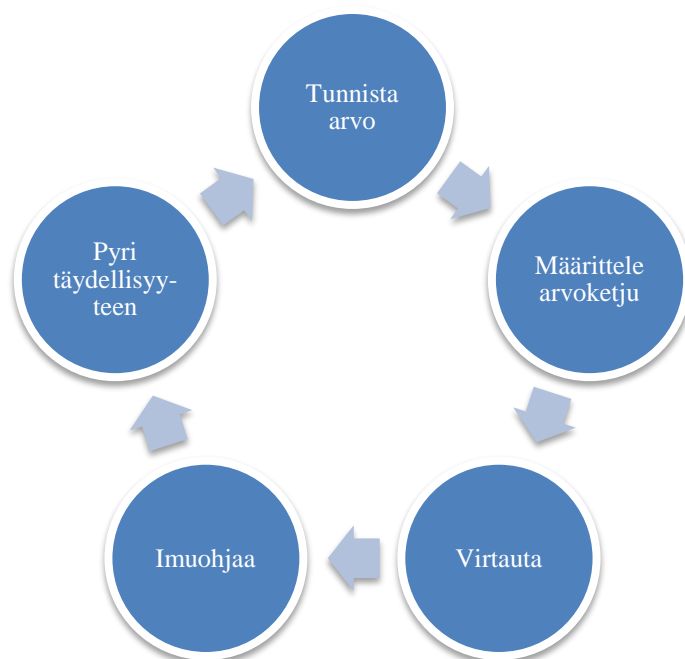 Tunnista
arvo
Määrittele
arvoketju
Virtauta
Imuohjaa
Pyri
täydellisyy-
teen